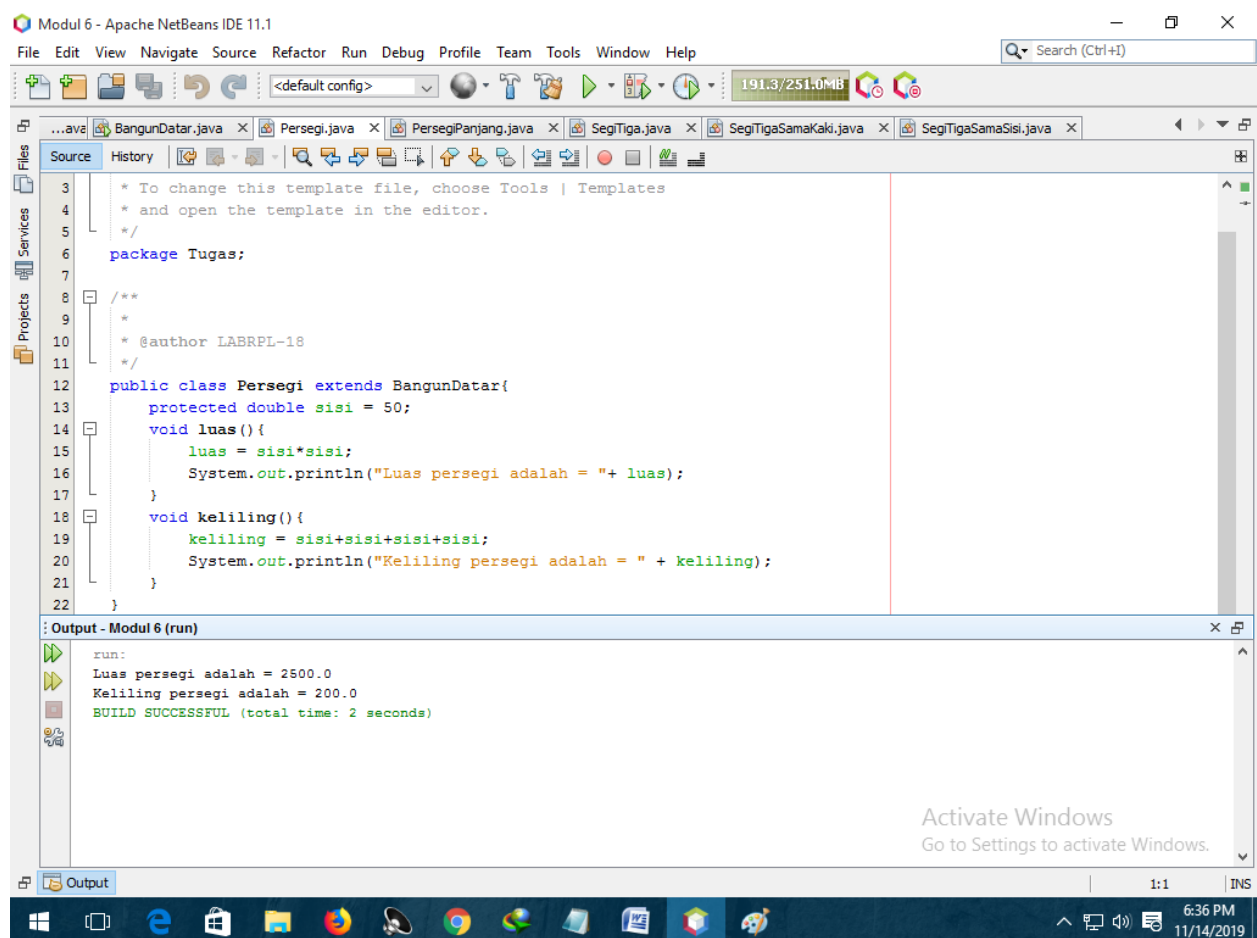 Modul 6 - Apache NetBeans IDE 11.1
File Edit View Navigate Source Refactor Run Debug Profile Team Tools Window Help
Search (Ctrl+I)
<default config>
191.3/251.0MB
...ava BangunDatar.java Persegi.java PersegiPanjang.java SegiTiga.java SegiTigaSamaKaki.java SegiTigaSamaSisi.java
Files
Services
Projects
Source History
3 * To change this template file, choose Tools | Templates
4 * and open the template in the editor.
5 */
6 package Tugas;
7
8 /**
9 *
10 * @author LABRPL-18
11 */
12 public class Persegi extends BangunDatar{
13 protected double sisi = 50;
14 void luas(){
15 luas = sisi*sisi;
16 System.out.println("Luas persegi adalah = "+ luas);
17 }
18 void keliling(){
19 keliling = sisi+sisi+sisi+sisi;
20 System.out.println("Keliling persegi adalah = " + keliling);
21 }
22 }
Output - Modul 6 (run)
run:
Luas persegi adalah = 2500.0
Keliling persegi adalah = 200.0
BUILD SUCCESSFUL (total time: 2 seconds)
Activate Windows
Go to Settings to activate Windows.
Output
1:1 INS
6:36 PM
11/14/2019